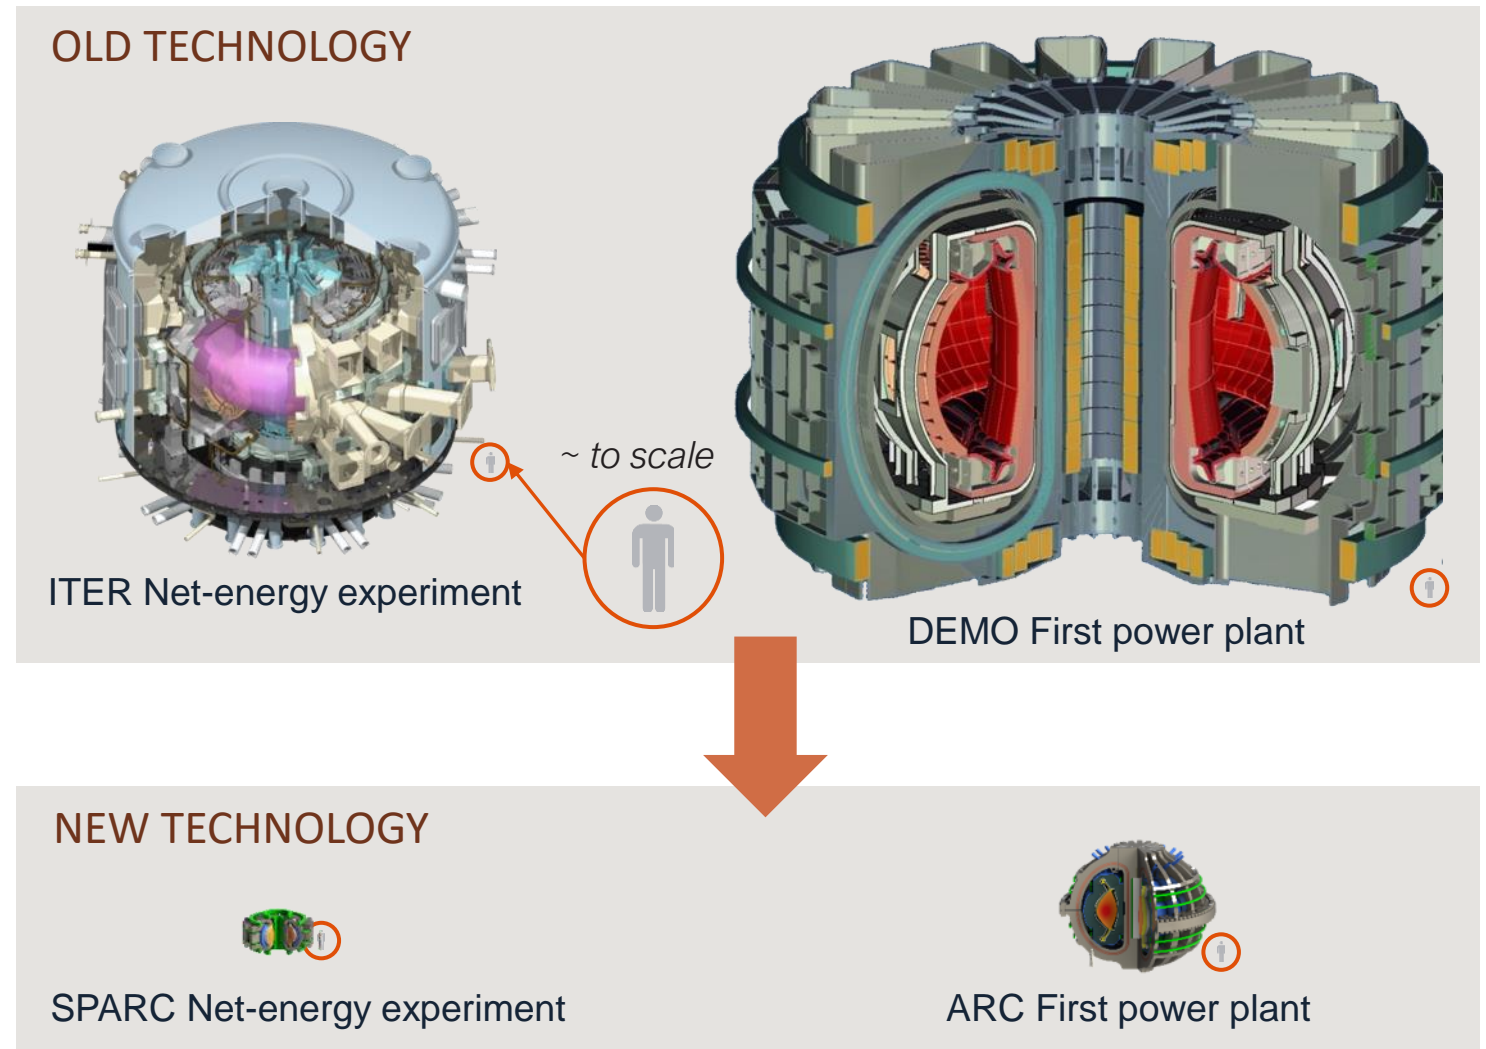 OLD TECHNOLOGY
~ to scale
ITER Net-energy experiment
DEMO First power plant
NEW TECHNOLOGY
SPARC Net-energy experiment
ARC First power plant